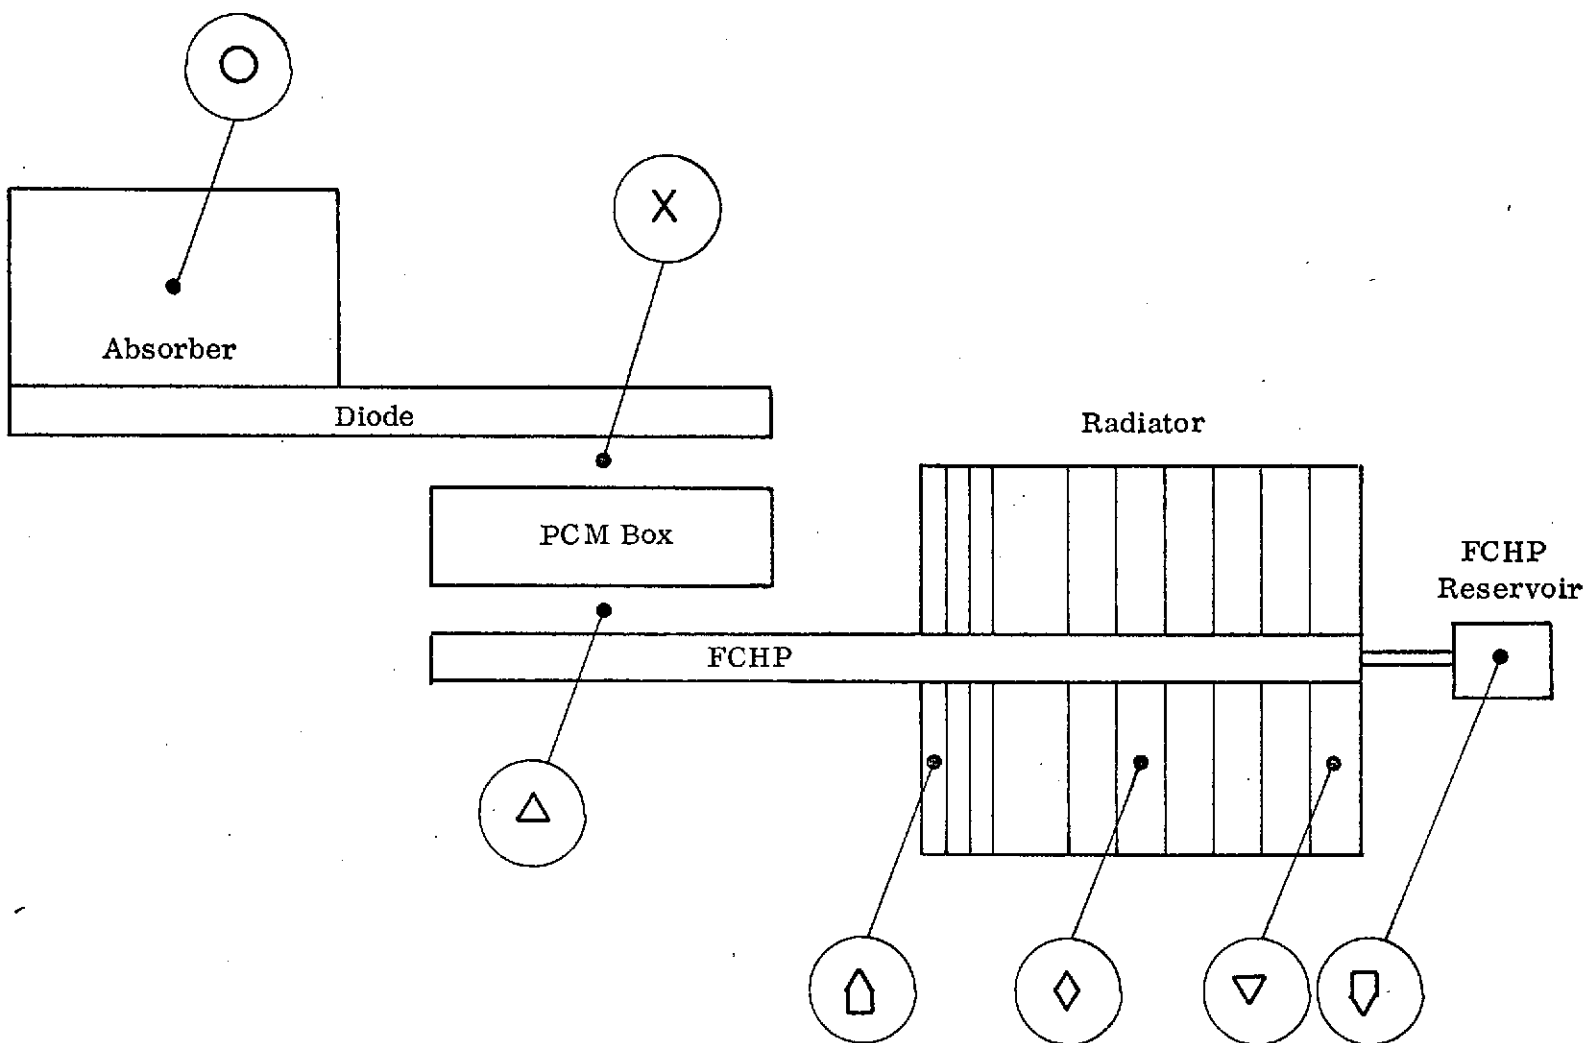 X
Absorber
Diode
Radiator
PCM Box
FCHP
Reservoir
FCHP